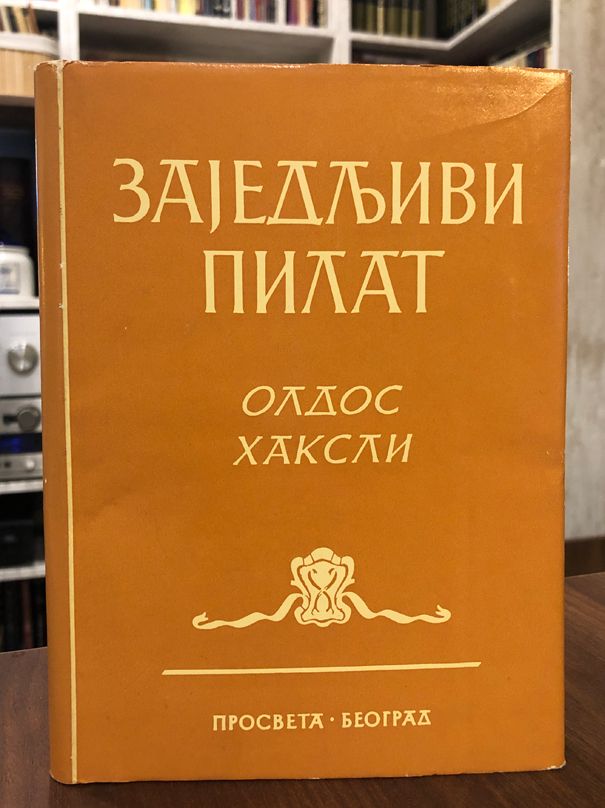 ЗАЈЕДЉИВИ
ПИЛАТ
ОЛДОС
ХАКСЛИ
ПРОСВЕТА · БЕОГРАД